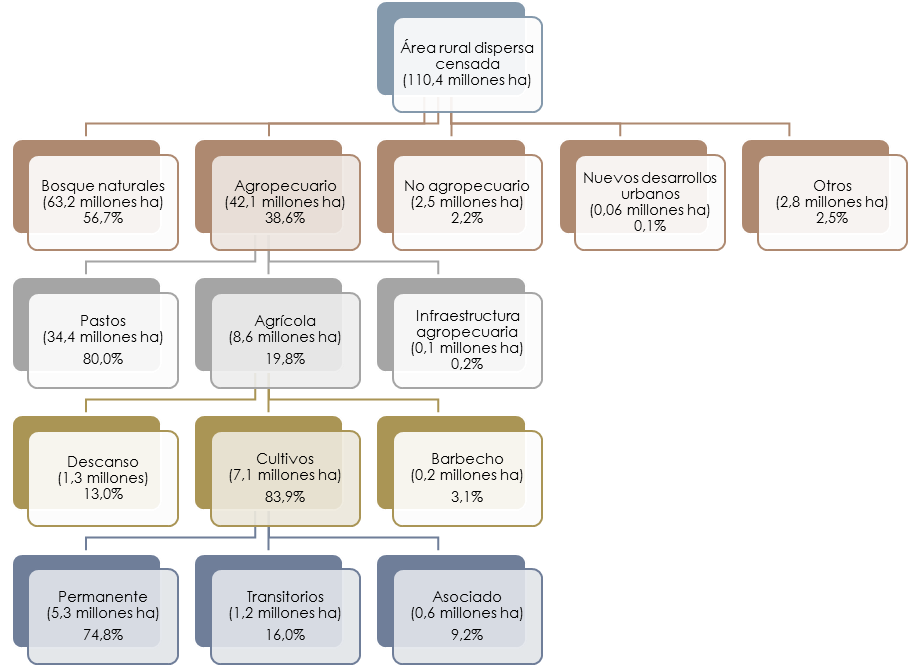 Área rural dispersa
censada
(110,4 millones ha)
Bosque naturales
(63,2 millones ha)
56,7%
Agropecuario
(42,1 millones ha)
38,6%
No agropecuario
(2,5 millones ha)
2,2%
Nuevos desarrollos
urbanos
(0,06 millones ha)
0,1%
Otros
(2,8 millones ha)
2,5%
Pastos
(34,4 millones ha)
80,0%
Agrícola
(8,6 millones ha)
19,8%
Infraestructura
agropecuaria
(0,1 millones ha)
0,2%
Descanso
(1,3 millones)
13,0%
Cultivos
(7,1 millones ha)
83,9%
Barbecho
(0,2 millones ha)
3,1%
Permanente
(5,3 millones ha)
74,8%
Transitorios
(1,2 millones ha)
16,0%
Asociado
(0,6 millones ha)
9,2%